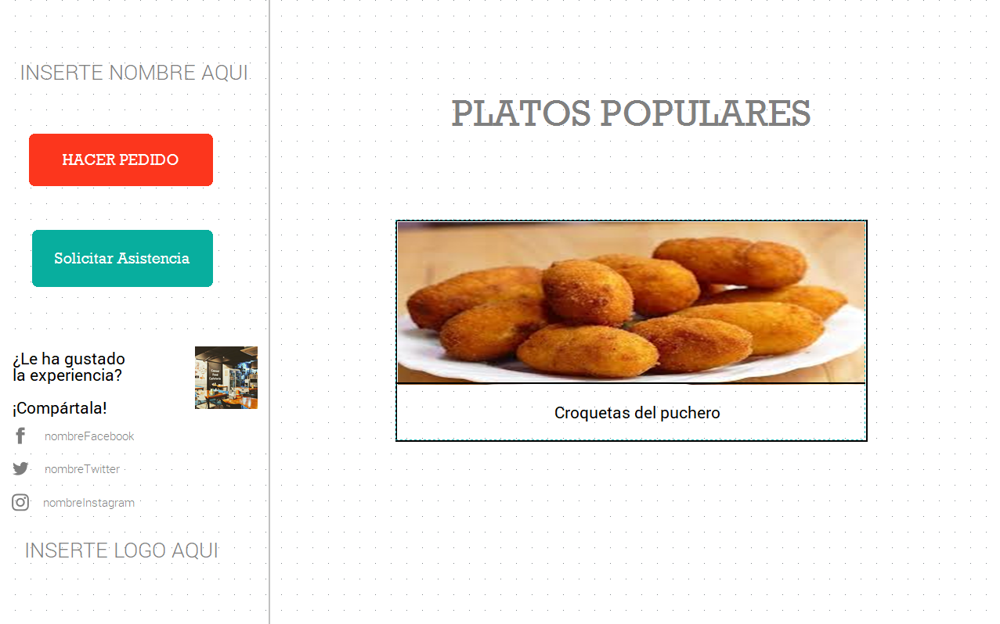 INSERTE NOMBRE AQUI
HACER PEDIDO
Solicitar Asistencia
¿Le ha gustado
la experiencia?
¡Compártala!
nombreFacebook
nombreTwitter
nombreInstagram
INSERTE LOGO AQUI
PLATOS POPULARES
Croquetas del puchero